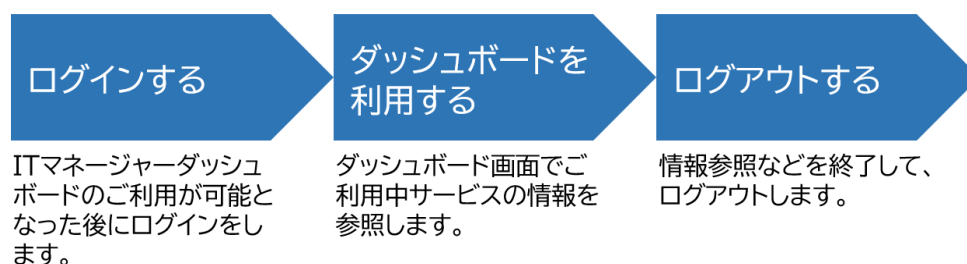 ログインする
ITマネージャーダッシュ
ボードのご利用が可能と
なった後にログインをし
ます。
ダッシュボードを
利用する
ダッシュボード画面でご
利用中サービスの情報を
参照します。
ログアウトする
情報参照などを終了して、
ログアウトします。